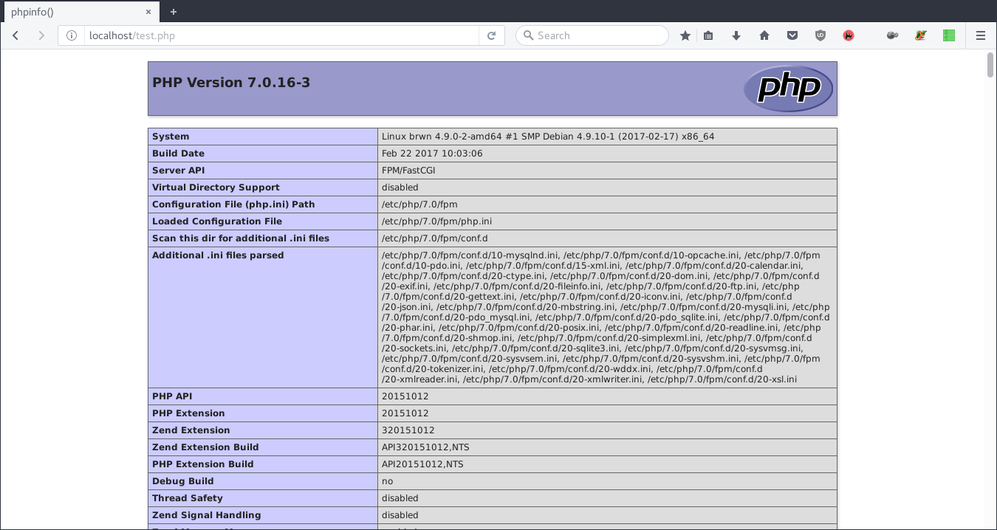 phpinfo()
localhost/test.php
Search
PHP Version 7.0.16-3
php
System Linux brwn 4.9.0-2-amd64 #1 SMP Debian 4.9.10-1 (2017-02-17) x86_64
Build Date Feb 22 2017 10:03:06
Server API FPM/FastCGI
Virtual Directory Support disabled
Configuration File (php.ini) Path /etc/php/7.0/fpm
Loaded Configuration File /etc/php/7.0/fpm/php.ini
Scan this dir for additional .ini files /etc/php/7.0/fpm/conf.d
Additional .ini files parsed /etc/php/7.0/fpm/conf.d/10-mysqlnd.ini, /etc/php/7.0/fpm/conf.d/10-opcache.ini, /etc/php/7.0/fpm
/conf.d/10-pdo.ini, /etc/php/7.0/fpm/conf.d/15-xml.ini, /etc/php/7.0/fpm/conf.d/20-calendar.ini,
/etc/php/7.0/fpm/conf.d/20-ctype.ini, /etc/php/7.0/fpm/conf.d/20-dom.ini, /etc/php/7.0/fpm/conf.d
/20-exif.ini, /etc/php/7.0/fpm/conf.d/20-fileinfo.ini, /etc/php/7.0/fpm/conf.d/20-ftp.ini, /etc/php
/7.0/fpm/conf.d/20-gettext.ini, /etc/php/7.0/fpm/conf.d/20-iconv.ini, /etc/php/7.0/fpm/conf.d
/20-json.ini, /etc/php/7.0/fpm/conf.d/20-mbstring.ini, /etc/php/7.0/fpm/conf.d/20-mysqli.ini, /etc/php
/7.0/fpm/conf.d/20-pdo_mysql.ini, /etc/php/7.0/fpm/conf.d/20-pdo_sqlite.ini, /etc/php/7.0/fpm/conf.d
/20-phar.ini, /etc/php/7.0/fpm/conf.d/20-posix.ini, /etc/php/7.0/fpm/conf.d/20-readline.ini, /etc/php
/7.0/fpm/conf.d/20-shmop.ini, /etc/php/7.0/fpm/conf.d/20-simplexml.ini, /etc/php/7.0/fpm/conf.d
/20-sockets.ini, /etc/php/7.0/fpm/conf.d/20-sqlite3.ini, /etc/php/7.0/fpm/conf.d/20-sysvmsg.ini,
/etc/php/7.0/fpm/conf.d/20-sysvsem.ini, /etc/php/7.0/fpm/conf.d/20-sysvshm.ini, /etc/php/7.0/fpm
/conf.d/20-tokenizer.ini, /etc/php/7.0/fpm/conf.d/20-wddx.ini, /etc/php/7.0/fpm/conf.d
/20-xmlreader.ini, /etc/php/7.0/fpm/conf.d/20-xmlwriter.ini, /etc/php/7.0/fpm/conf.d/20-xsl.ini
PHP API 20151012
PHP Extension 20151012
Zend Extension 320151012
Zend Extension Build API320151012,NTS
PHP Extension Build API20151012,NTS
Debug Build no
Thread Safety disabled
Zend Signal Handling disabled